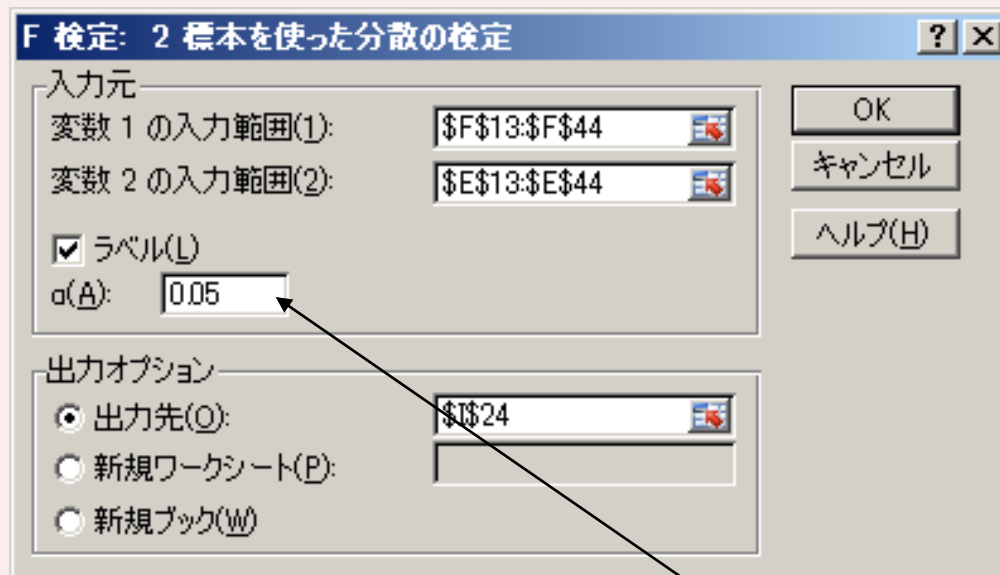 F 検定: 2 標本を使った分散の検定
入力元
変数 1 の入力範囲(1): $F$13:$F$44
変数 2 の入力範囲(2): $E$13:$E$44
ラベル(L)
α(A): 0.05
出力オプション
出力先(O): $I$24
新規ワークシート(P):
新規ブック(W)
OK
キャンセル
ヘルプ(H)